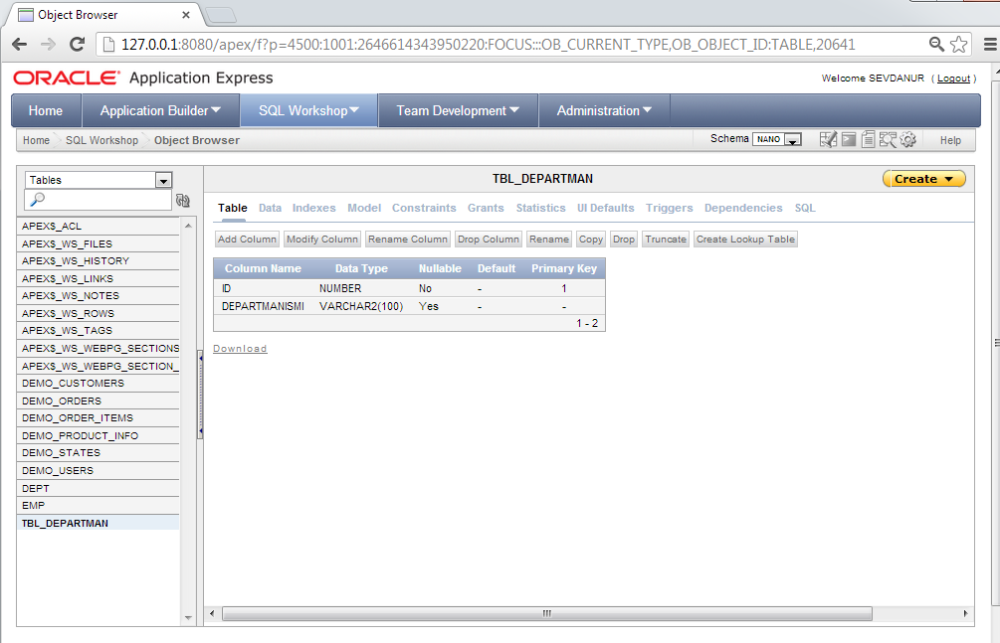 Object Browser
127.0.0.1:8080/apex/f?p=4500:1001:2646614343950220:FOCUS:::OB_CURRENT_TYPE,OB_OBJECT_ID:TABLE,20641
ORACLE Application Express
Welcome SEVDANUR ( Logout )
Home Application Builder SQL Workshop Team Development Administration
Home SQL Workshop Object Browser Schema NANO Help
Tables
TBL_DEPARTMAN
Create
Table Data Indexes Model Constraints Grants Statistics UI Defaults Triggers Dependencies SQL
Add Column Modify Column Rename Column Drop Column Rename Copy Drop Truncate Create Lookup Table
Column Name Data Type Nullable Default Primary Key
ID NUMBER No - 1
DEPARTMANISMI VARCHAR2(100) Yes - -
1 - 2
Download
APEX$_ACL
APEX$_WS_FILES
APEX$_WS_HISTORY
APEX$_WS_LINKS
APEX$_WS_NOTES
APEX$_WS_ROWS
APEX$_WS_TAGS
APEX$_WS_WEBPG_SECTIONS
APEX$_WS_WEBPG_SECTION_
DEMO_CUSTOMERS
DEMO_ORDERS
DEMO_ORDER_ITEMS
DEMO_PRODUCT_INFO
DEMO_STATES
DEMO_USERS
DEPT
EMP
TBL_DEPARTMAN